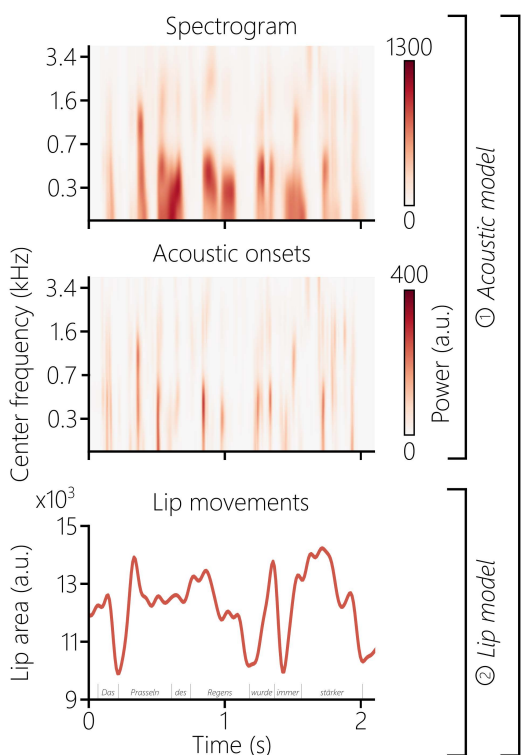 Spectrogram
3.4
1.6
0.7
0.3
1300
0
Acoustic onsets
3.4
1.6
0.7
0.3
400
0
Center frequency (kHz)
Power (a.u.)
① Acoustic model
x10³
Lip movements
15
13
11
9
Lip area (a.u.)
Das Prasseln des Regens wurde immer stärker
0 1 2
Time (s)
② Lip model